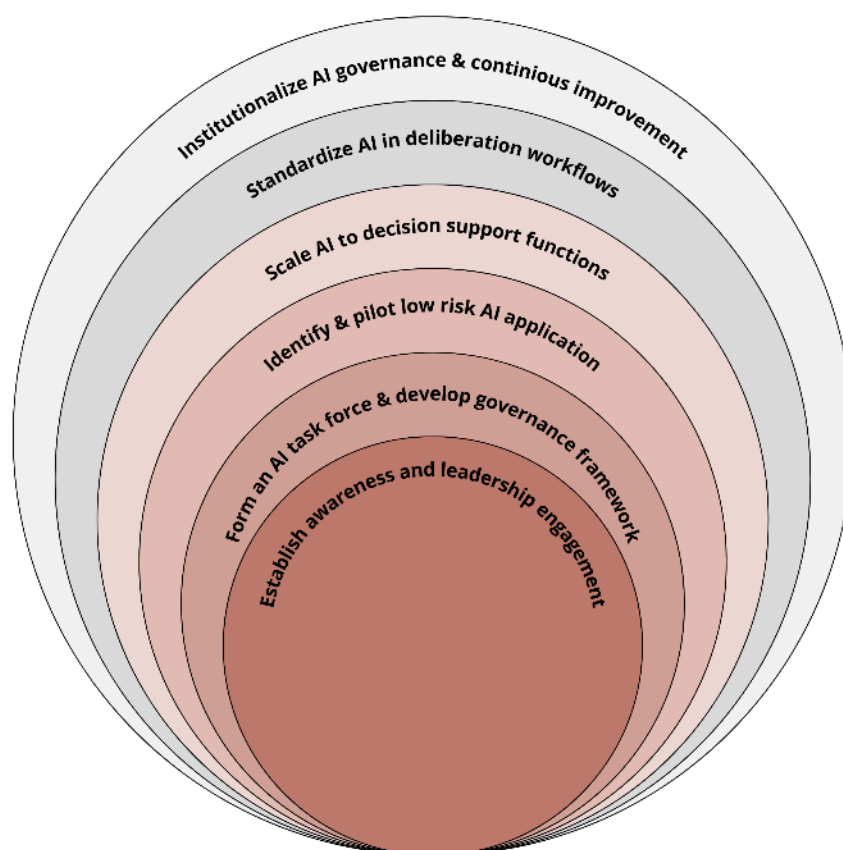 Institutionalize AI governance & continious improvement
Standardize AI in deliberation workflows
Scale AI to decision support functions
Identify & pilot low risk AI application
Form an AI task force & develop governance framework
Establish awareness and leadership engagement